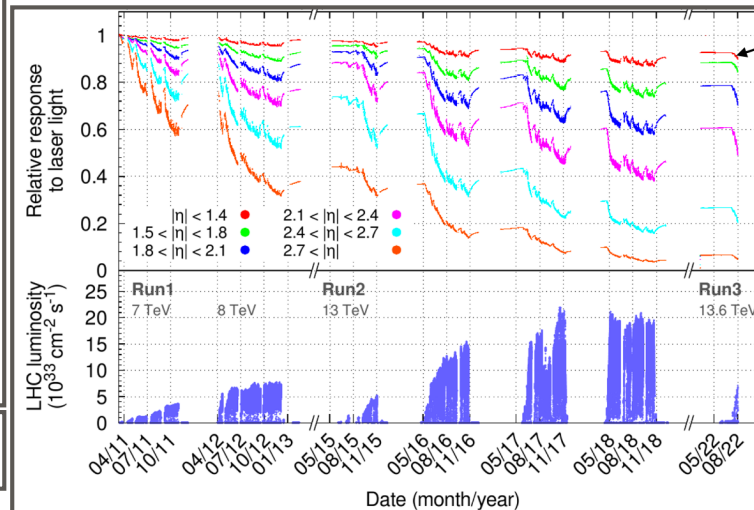 Relative response
to laser light
1
0.8
0.6
0.4
0.2
0
|η| < 1.4
1.5 < |η| < 1.8
1.8 < |η| < 2.1
2.1 < |η| < 2.4
2.4 < |η| < 2.7
2.7 < |η|
LHC luminosity
(10³³ cm⁻² s⁻¹)
25
20
15
10
5
0
Run1
7 TeV
8 TeV
Run2
13 TeV
Run3
13.6 TeV
04/11
07/11
10/11
04/12
07/12
10/12
01/13
05/15
08/15
11/15
05/16
08/16
11/16
05/17
08/17
11/17
05/18
08/18
11/18
05/22
08/22
Date (month/year)